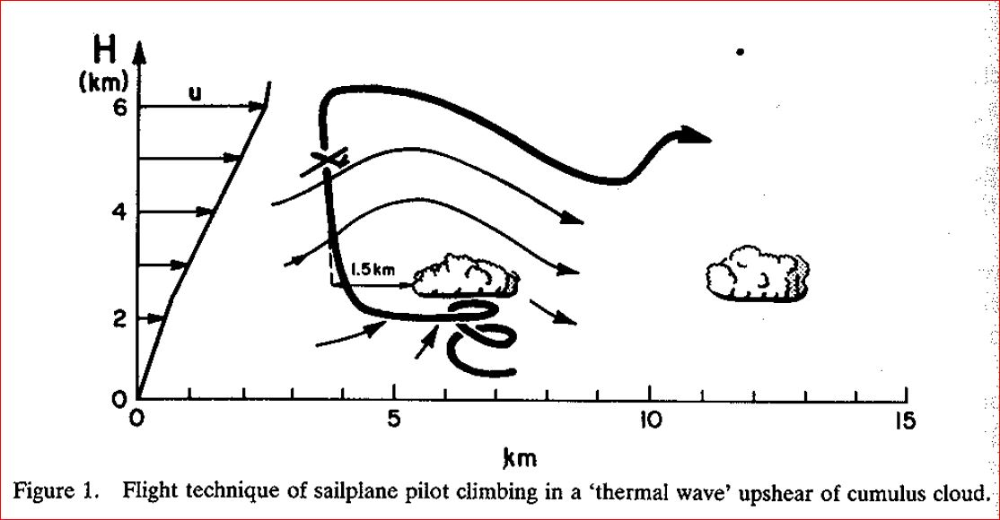 H
(km)
u
6
4
1.5km
2
0
0 5 10 15
km
Figure 1. Flight technique of sailplane pilot climbing in a ‘thermal wave’ upshear of cumulus cloud.